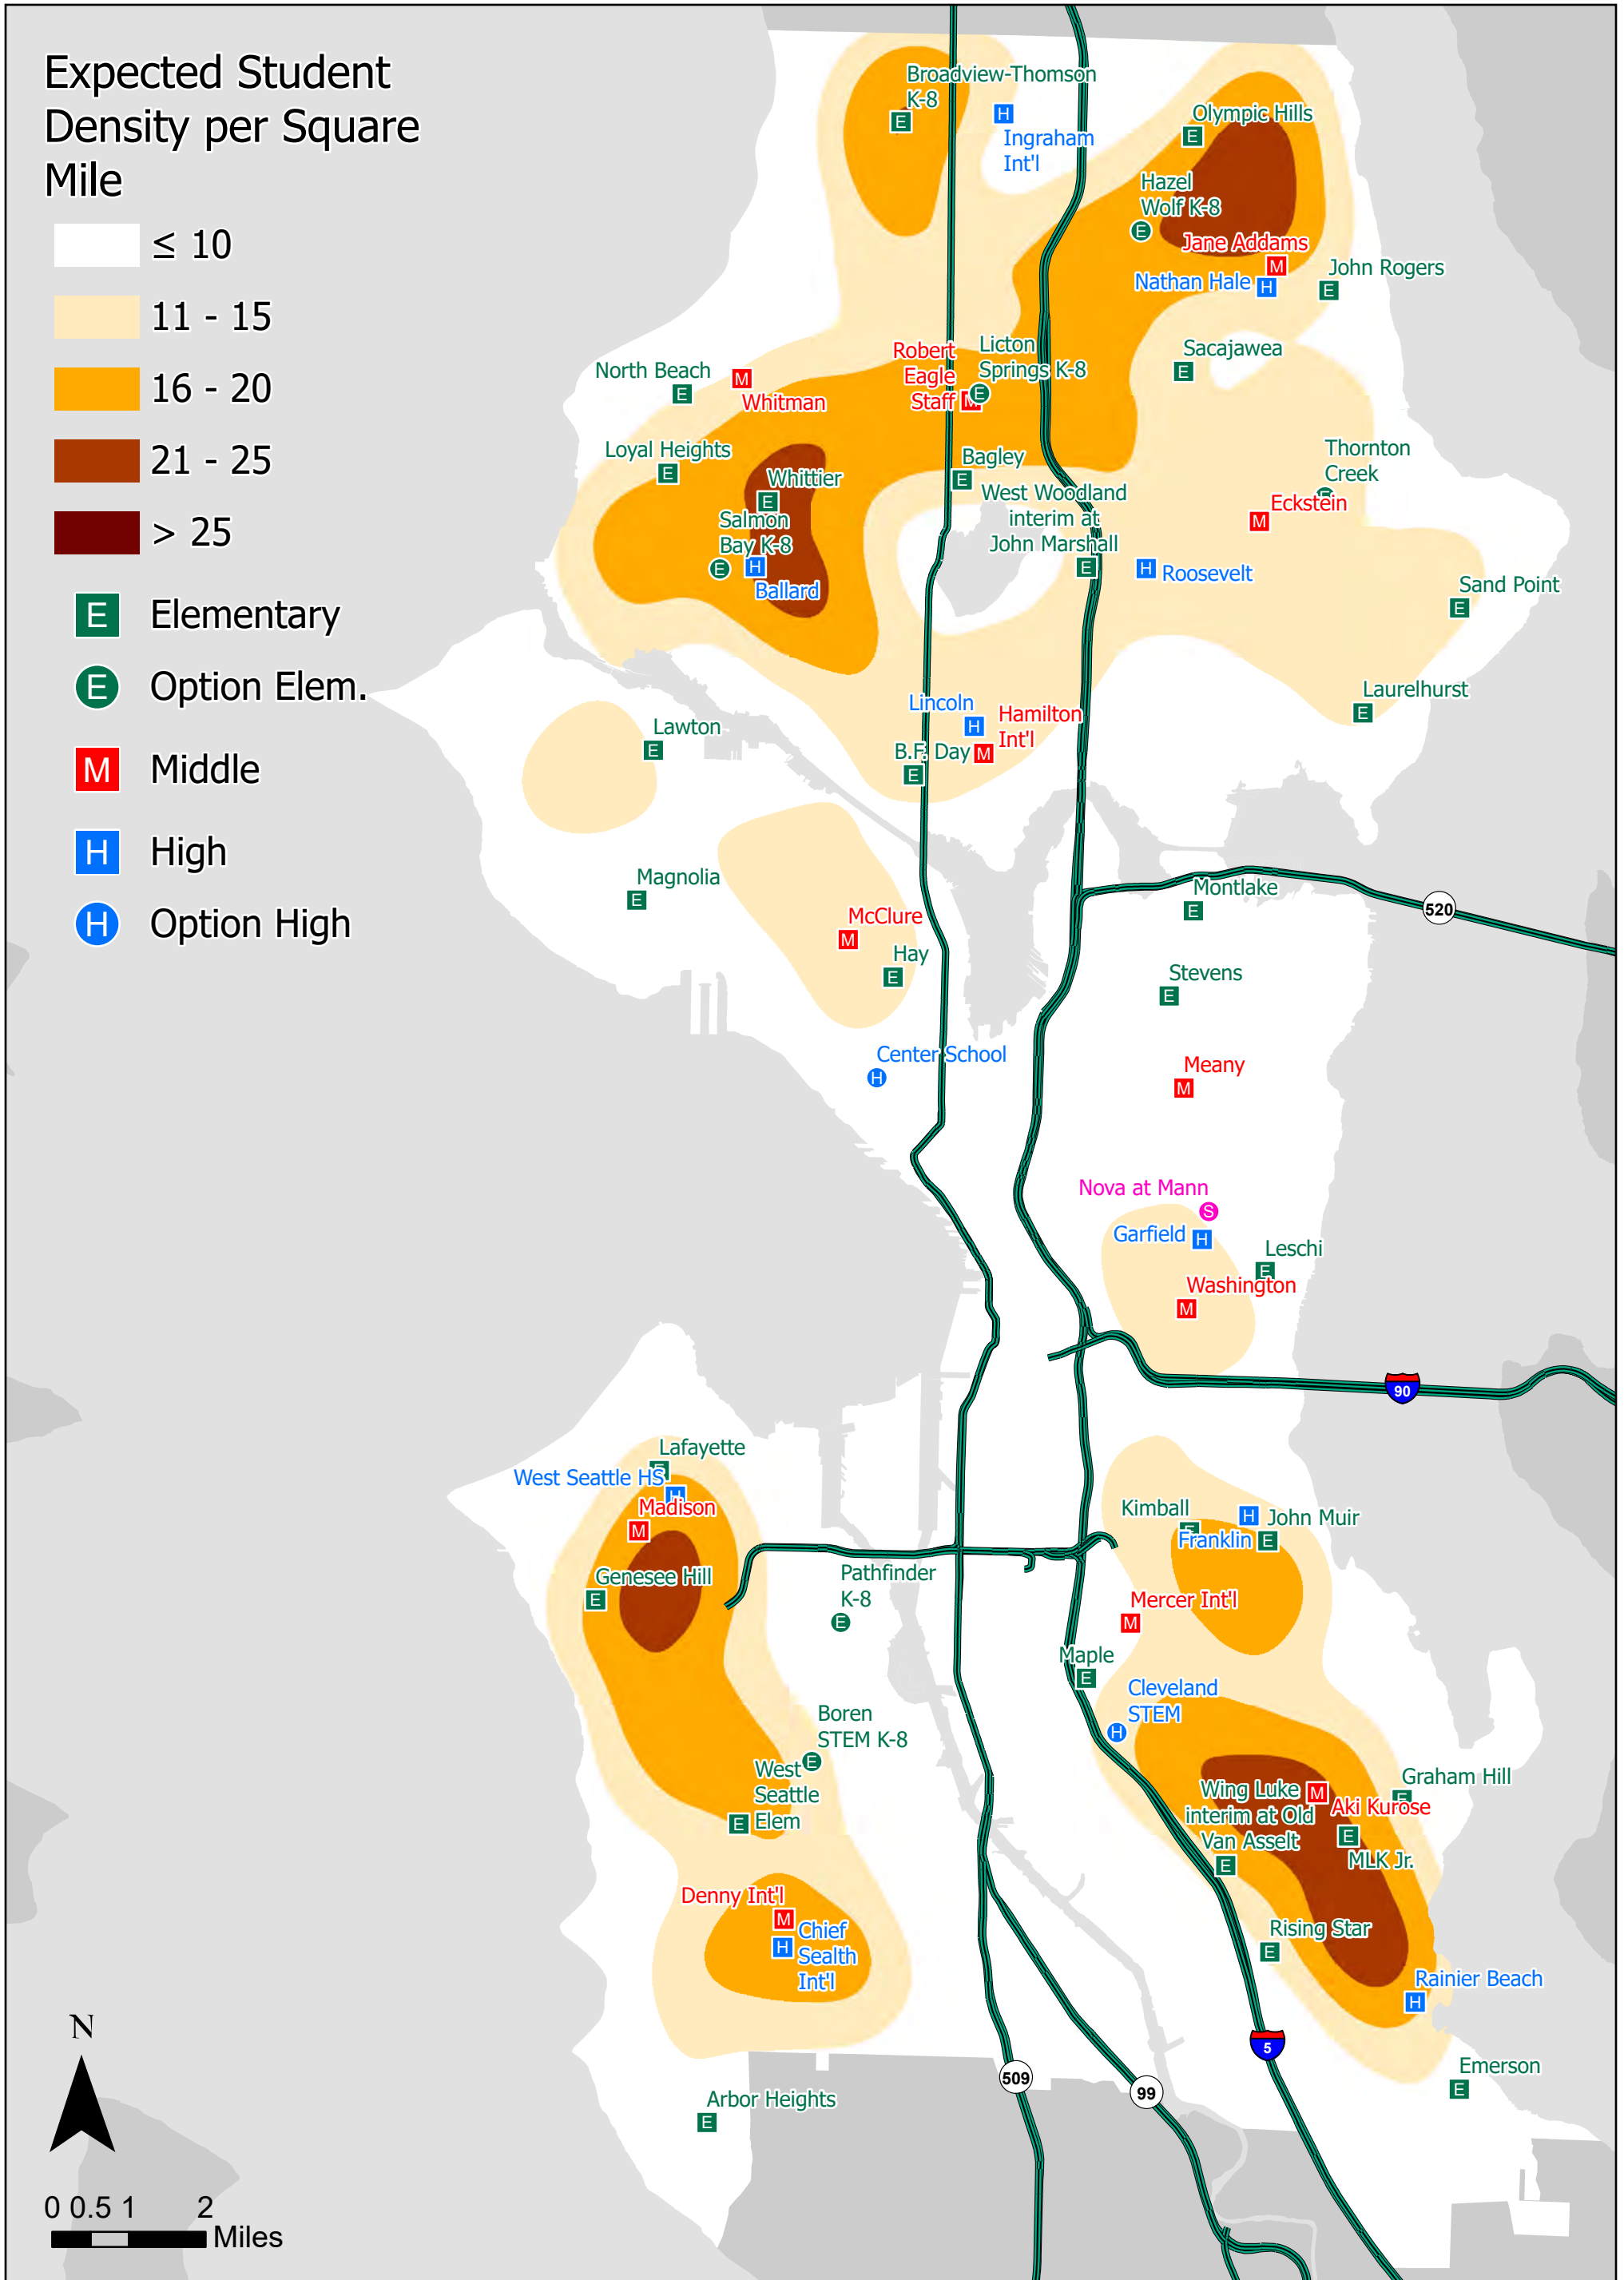 Expected Student
Density per Square
Mile
≤ 10
11 - 15
16 - 20
21 - 25
> 25
E Elementary
E Option Elem.
M Middle
H High
H Option High
Broadview-Thomson
K-8
E
H
Ingraham
Int'l
Olympic Hills
E
Hazel
Wolf K-8
E
Jane Addams
M
Nathan Hale H
John Rogers
E
Robert
Eagle
Staff M
Licton
Springs K-8
E
Sacajawea
E
North Beach
E
M
Whitman
Loyal Heights
E
Whittier
E
Salmon
Bay K-8
E
H
Ballard
Bagley
E
West Woodland
interim at
John Marshall
E
Thornton
Creek
E
Eckstein
M
H Roosevelt
Sand Point
E
Laurelhurst
E
Lincoln
H
Hamilton
Int'l
M
B.F. Day
E
Lawton
E
Magnolia
E
McClure
M
Hay
E
Montlake
E
520
Stevens
E
Center School
H
Meany
M
Nova at Mann
S
Garfield H
Leschi
E
Washington
M
90
Lafayette
E
West Seattle HS
H
Madison
M
Genesee Hill
E
Pathfinder
K-8
E
Kimball
E
H
Franklin
John Muir
E
Mercer Int'l
M
Maple
E
Cleveland
STEM
H
Boren
STEM K-8
E
West
Seattle
Elem
E
Wing Luke
interim at Old
Van Asselt
E
M
Aki Kurose
Graham Hill
E
E
MLK Jr.
Denny Int'l
M
H
Chief
Sealth
Int'l
Rising Star
E
Rainier Beach
H
5
509
99
Emerson
E
Arbor Heights
E
N
0 0.5 1 2
Miles